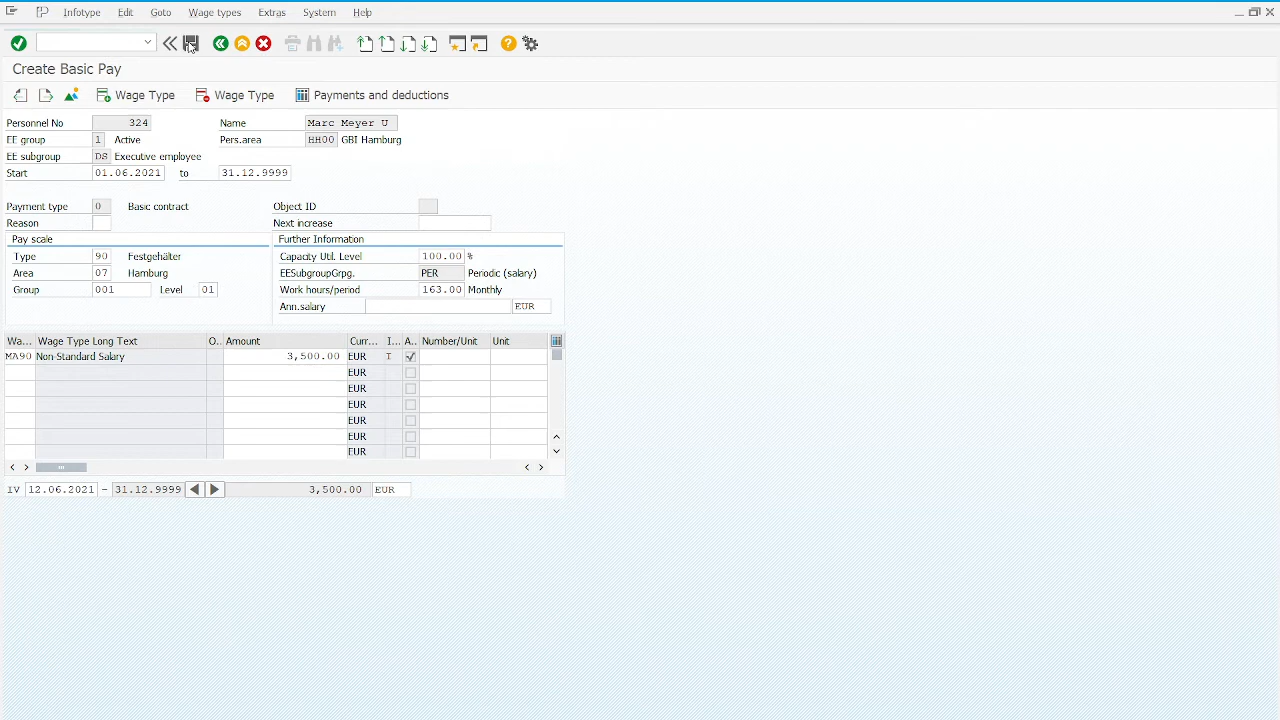 Infotype Edit Goto Wage types Extras System Help
Create Basic Pay
Wage Type Wage Type Payments and deductions
Personnel No 324 Name Marc Meyer U
EE group 1 Active Pers.area HH00 GBI Hamburg
EE subgroup DS Executive employee
Start 01.06.2021 to 31.12.9999
Payment type 0 Basic contract Object ID
Reason Next increase
Pay scale Further Information
Type 90 Festgehälter Capacity Util. Level 100.00 %
Area 07 Hamburg EESubgroupGrpg. PER Periodic (salary)
Group 001 Level 01 Work hours/period 163.00 Monthly
Ann.salary EUR
Wa... Wage Type Long Text O.. Amount Curr... I... A.. Number/Unit Unit
MA90 Non-Standard Salary 3,500.00 EUR I
EUR
EUR
EUR
EUR
EUR
EUR
IV 12.06.2021 – 31.12.9999 3,500.00 EUR